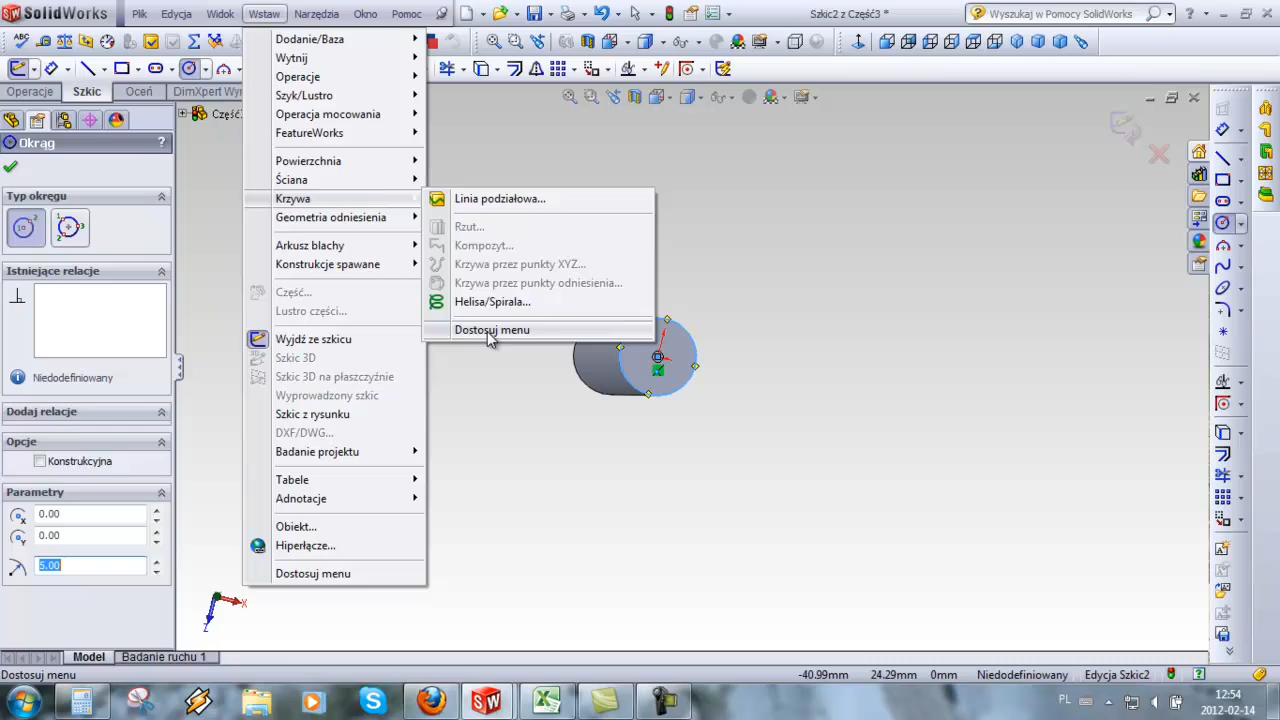 SolidWorks
Plik
Edycja
Widok
Wstaw
Narzędzia
Okno
Pomoc
Szkic2 z Część3 *
Wyszukaj w Pomocy SolidWorks
Operacje
Szkic
Oceń
DimXpert Wy
Okrąg
?
Typ okręgu
Istniejące relacje
Niedodefiniowany
Dodaj relacje
Opcje
Konstrukcyjna
Parametry
0.00
0.00
5.00
Część
Dodanie/Baza
Wytnij
Operacje
Szyk/Lustro
Operacja mocowania
FeatureWorks
Powierzchnia
Ściana
Krzywa
Geometria odniesienia
Arkusz blachy
Konstrukcje spawane
Część...
Lustro części...
Wyjdź ze szkicu
Szkic 3D
Szkic 3D na płaszczyźnie
Wyprowadzony szkic
Szkic z rysunku
DXF/DWG...
Badanie projektu
Tabele
Adnotacje
Obiekt...
Hiperłącze...
Dostosuj menu
Linia podziałowa...
Rzut...
Kompozyt...
Krzywa przez punkty XYZ...
Krzywa przez punkty odniesienia...
Helisa/Spirala...
Dostosuj menu
X
Z
Model
Badanie ruchu 1
Dostosuj menu
-40.99mm
24.29mm
0mm
Niedodefiniowany
Edycja Szkic2
PL
12:54
2012-02-14